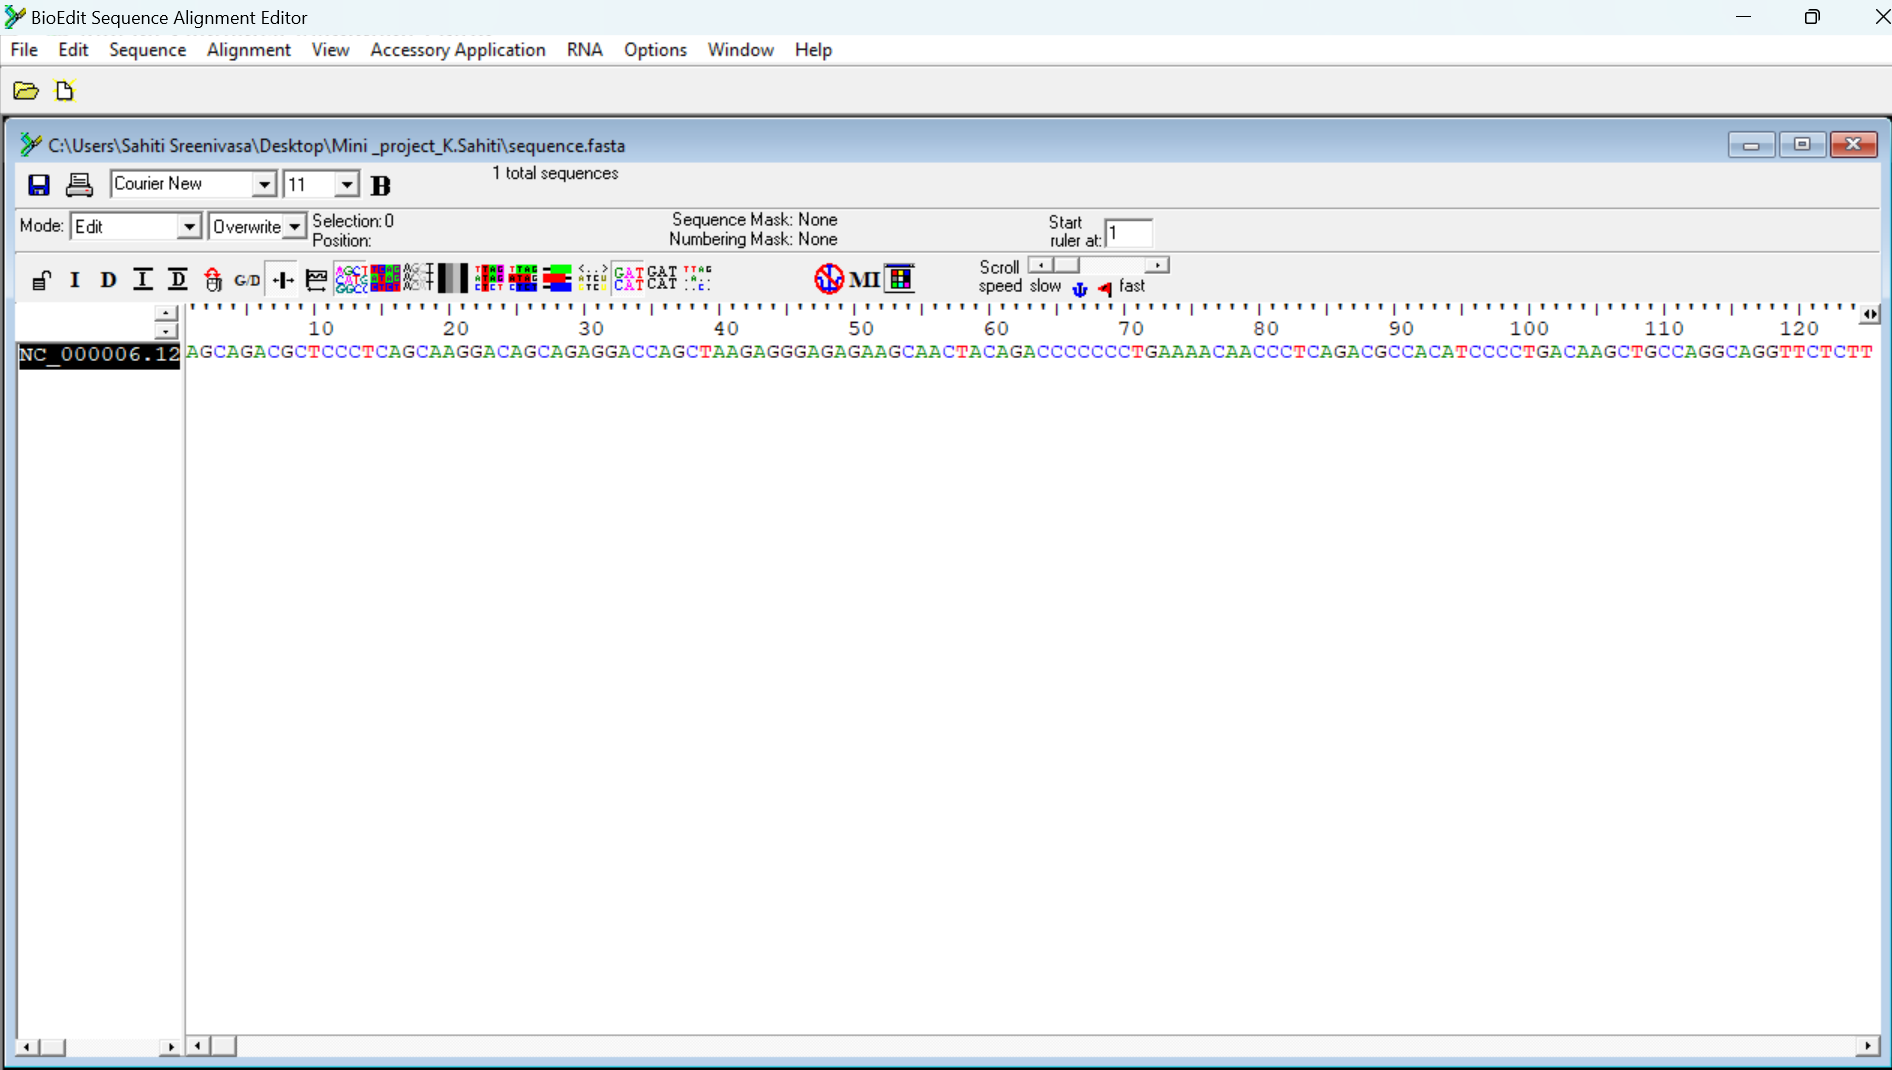 BioEdit Sequence Alignment Editor
File Edit Sequence Alignment View Accessory Application RNA Options Window Help
C:\Users\Sahiti Sreenivasa\Desktop\Mini _project_K.Sahiti\sequence.fasta
Courier New 11 B 1 total sequences
Mode: Edit Overwrite Selection: 0 Sequence Mask: None Start
Position: Numbering Mask: None ruler at: 1
I D I D G/D GAT GAT TTAG MI Scroll
CAT CAT speed slow fast
10 20 30 40 50 60 70 80 90 100 110 120
NC_000006.12 AGCAGACGCTCCCTCAGCAAGGACAGCAGAGGACCAGCTAAGAGGGAGAGAAGCAACTACAGACCCCCCCTGAAAACAACCCTCAGACGCCACATCCCCTGACAAGCTGCCAGGCAGGTTCTCTT